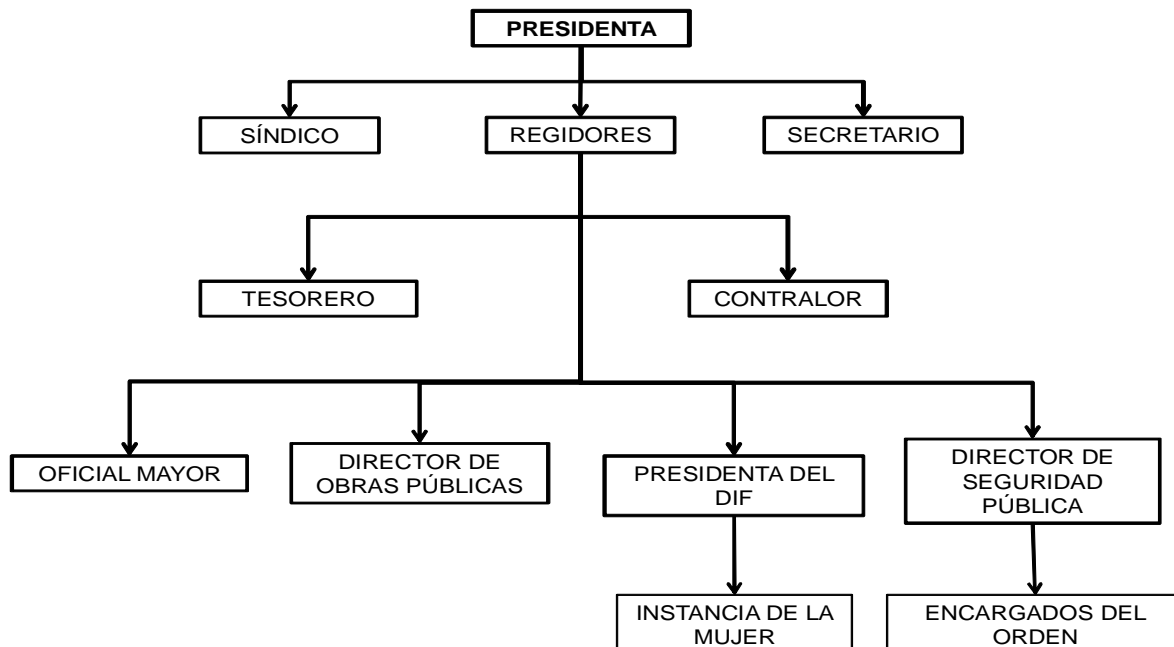 PRESIDENTA
SÍNDICO
REGIDORES
SECRETARIO
TESORERO
CONTRALOR
OFICIAL MAYOR
DIRECTOR DE
OBRAS PÚBLICAS
PRESIDENTA DEL
DIF
DIRECTOR DE
SEGURIDAD
PÚBLICA
INSTANCIA DE LA
MUJER
ENCARGADOS DEL
ORDEN